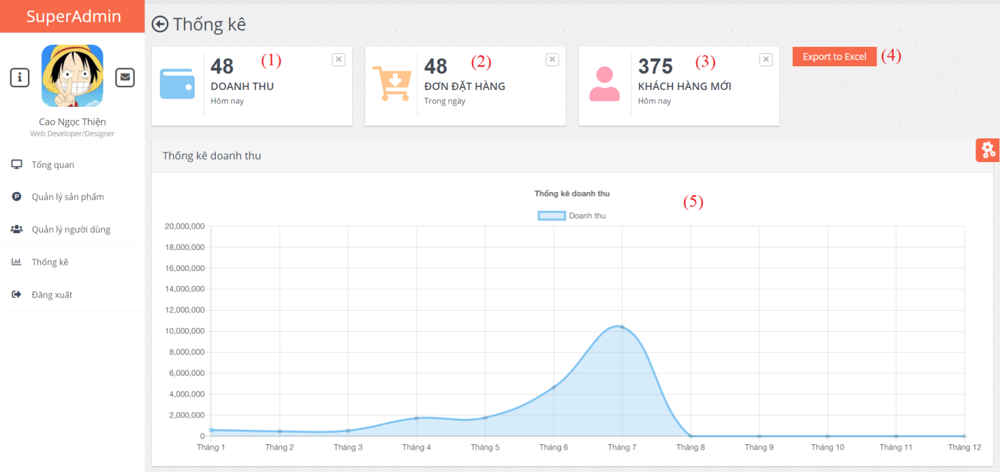 SuperAdmin
Cao Ngọc Thiện
Web Developer/Designer
Tổng quan
Quản lý sản phẩm
Quản lý người dùng
Thống kê
Đăng xuất
Thống kê
48 (1)
DOANH THU
Hôm nay
48 (2)
ĐƠN ĐẶT HÀNG
Trong ngày
375 (3)
KHÁCH HÀNG MỚI
Hôm nay
Export to Excel (4)
Thống kê doanh thu
Thống kê doanh thu
(5)
Doanh thu
20,000,000
18,000,000
16,000,000
14,000,000
12,000,000
10,000,000
8,000,000
6,000,000
4,000,000
2,000,000
0
Tháng 1 Tháng 2 Tháng 3 Tháng 4 Tháng 5 Tháng 6 Tháng 7 Tháng 8 Tháng 9 Tháng 10 Tháng 11 Tháng 12